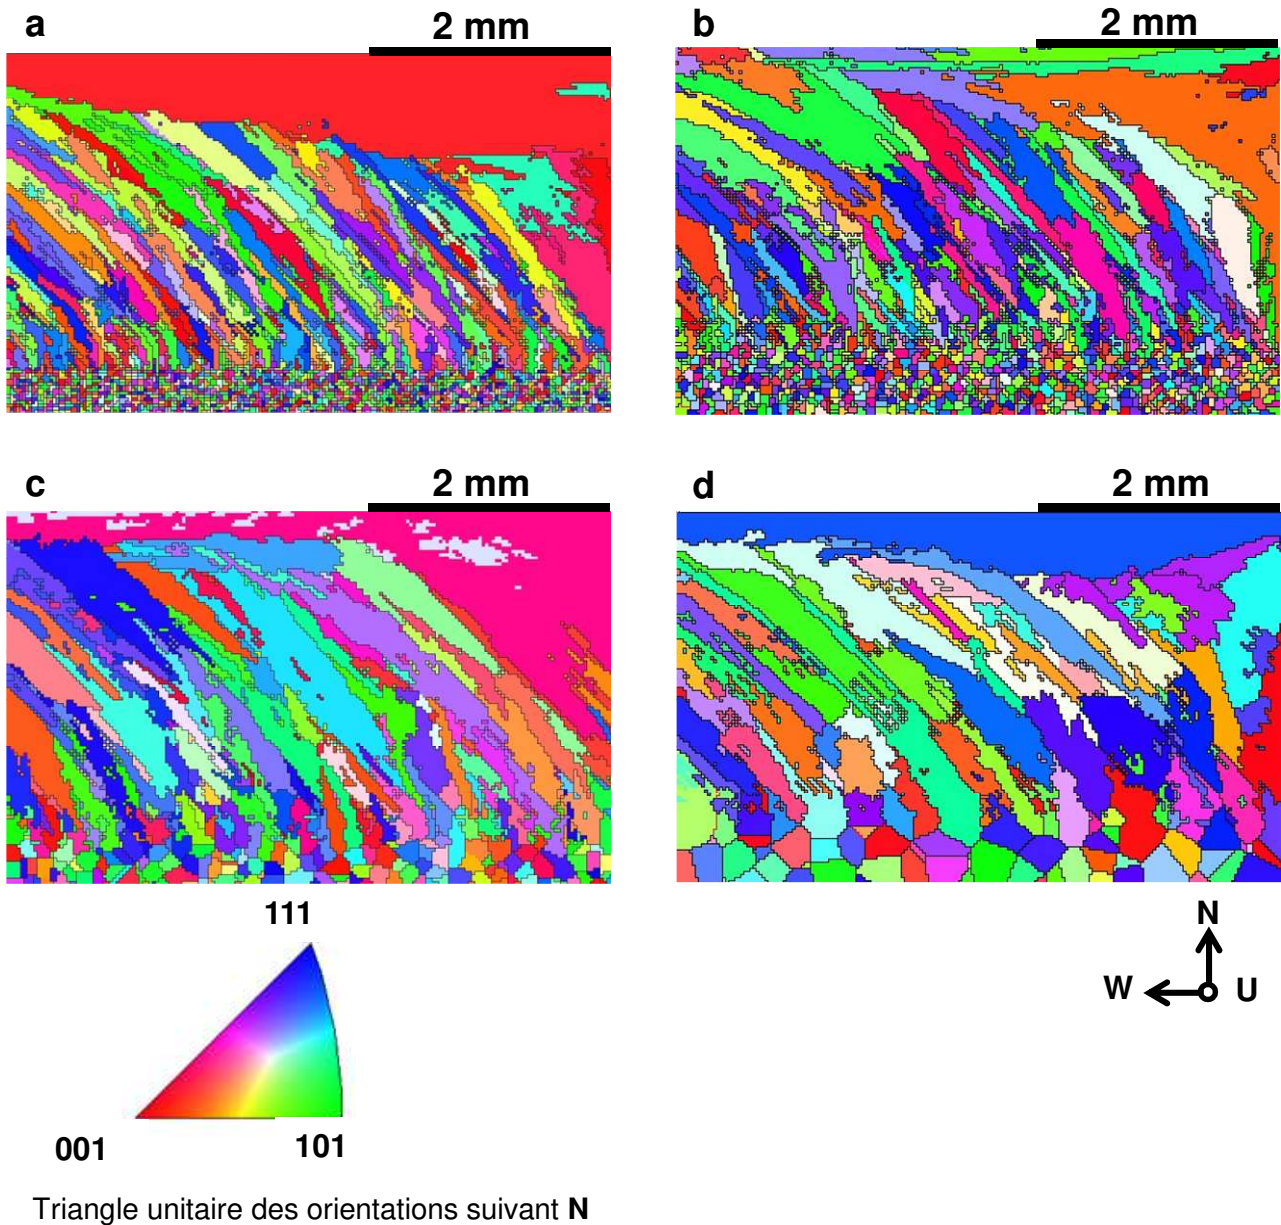 a 2 mm
b 2 mm
c 2 mm
d 2 mm
111
001 101
N
W U
Triangle unitaire des orientations suivant N